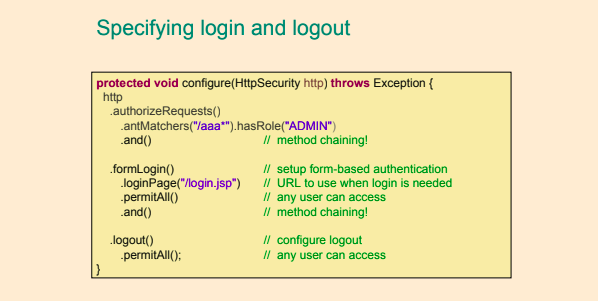 Specifying login and logout
protected void configure(HttpSecurity http) throws Exception {
http
.authorizeRequests()
.antMatchers("/aaa*").hasRole("ADMIN")
.and() // method chaining!
.formLogin() // setup form-based authentication
.loginPage("/login.jsp") // URL to use when login is needed
.permitAll() // any user can access
.and() // method chaining!
.logout() // configure logout
.permitAll(); // any user can access
}